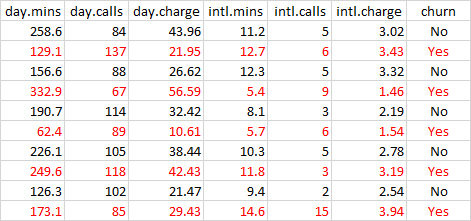 day.mins day.calls day.charge intl.mins intl.calls intl.charge churn
258.6 84 43.96 11.2 5 3.02 No
129.1 137 21.95 12.7 6 3.43 Yes
156.6 88 26.62 12.3 5 3.32 No
332.9 67 56.59 5.4 9 1.46 Yes
190.7 114 32.42 8.1 3 2.19 No
62.4 89 10.61 5.7 6 1.54 Yes
226.1 105 38.44 10.3 5 2.78 No
249.6 118 42.43 11.8 3 3.19 Yes
126.3 102 21.47 9.4 2 2.54 No
173.1 85 29.43 14.6 15 3.94 Yes